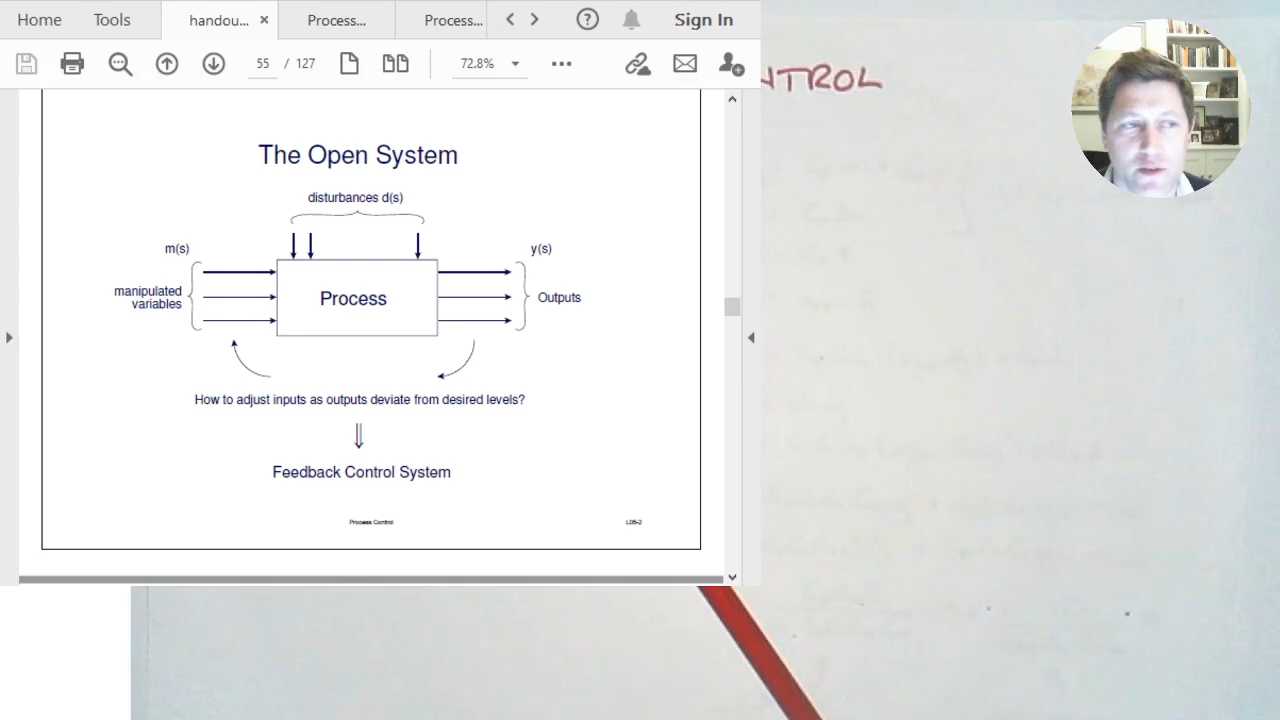 Home Tools handou... × Process... Process... Sign In
55 / 127 72.8%
NTROL
The Open System
disturbances d(s)
m(s)
y(s)
manipulated
variables
Process
Outputs
How to adjust inputs as outputs deviate from desired levels?
Feedback Control System
Process Control
L05-2